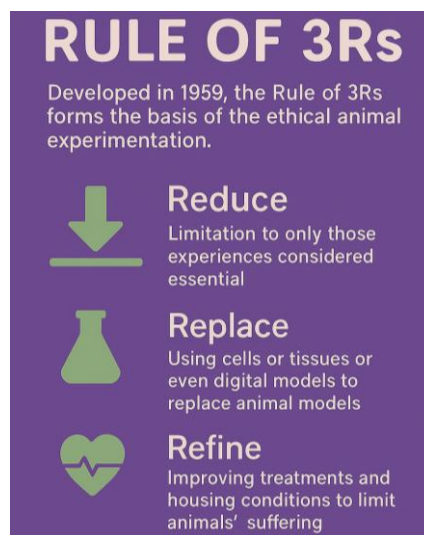 RULE OF 3Rs
Developed in 1959, the Rule of 3Rs
forms the basis of the ethical animal
experimentation.
Reduce
Limitation to only those
experiences considered
essential
Replace
Using cells or tissues or
even digital models to
replace animal models
Refine
Improving treatments and
housing conditions to limit
animals' suffering